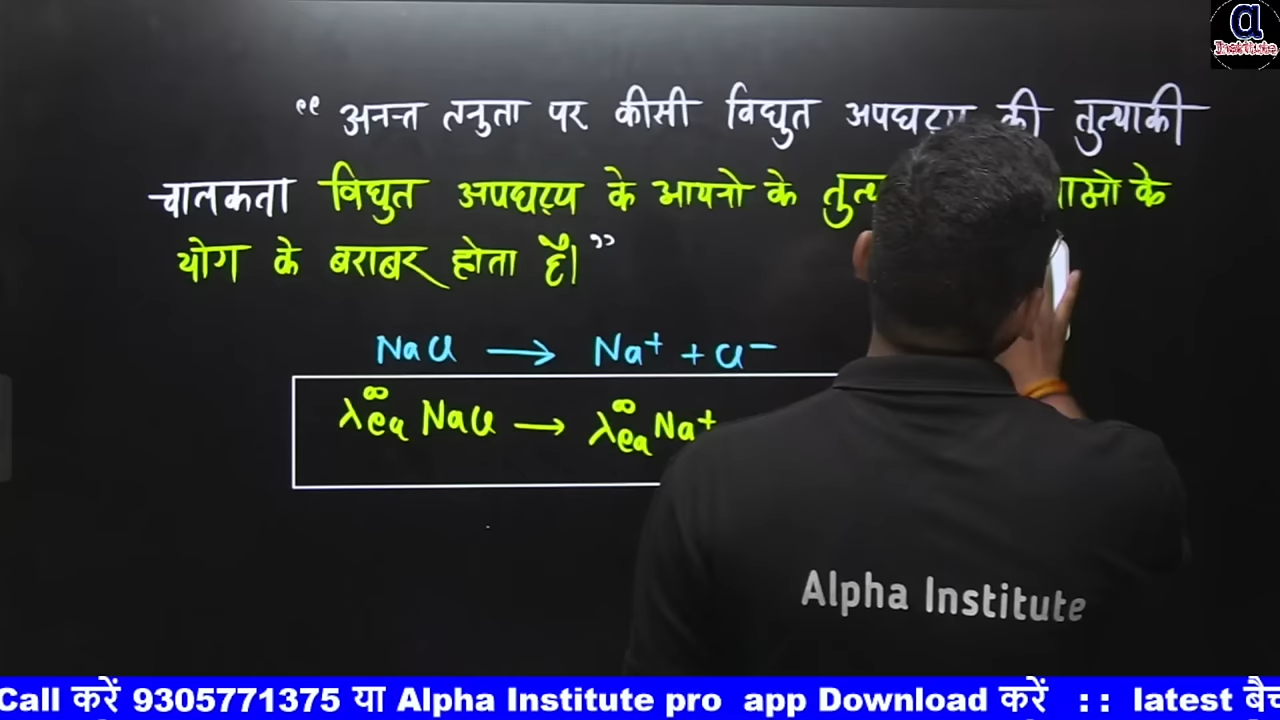 α
Institute
“ अनन्त तनुता पर कीसी विद्युत अपघट्य की तुल्याकी
चालकता विद्युत अपघट्य के आयनो के के
योग के बराबर होता है।”
NaCl ⟶ Na⁺ + Cl⁻
λ∞eq NaCl ⟶ λ∞eq Na⁺
Alpha Institute
Call करें 9305771375 या Alpha Institute pro app Download करें : : latest